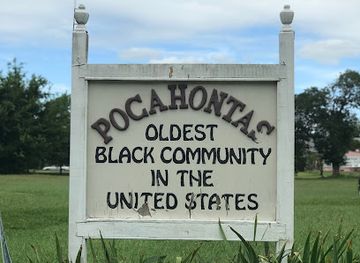 POCAHONTAS
OLDEST
BLACK COMMUNITY
IN THE
UNITED STATES